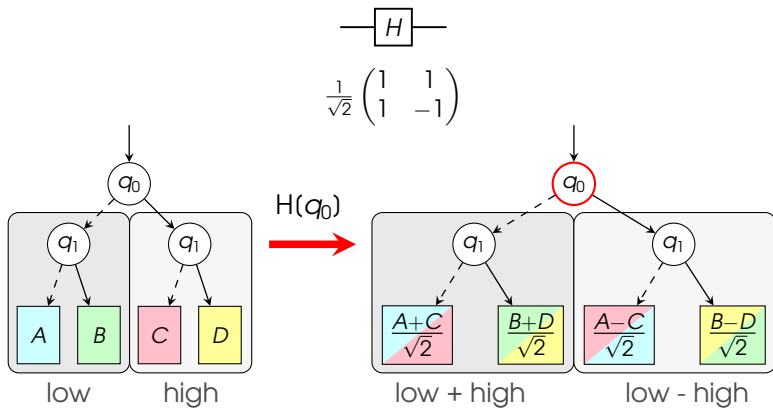 H
1/√2 (1 1
1 −1)
q₀
q₁ q₁
A B C D
low high
H(q₀)
q₀
q₁ q₁
A+C/√2 B+D/√2 A−C/√2 B−D/√2
low + high low - high